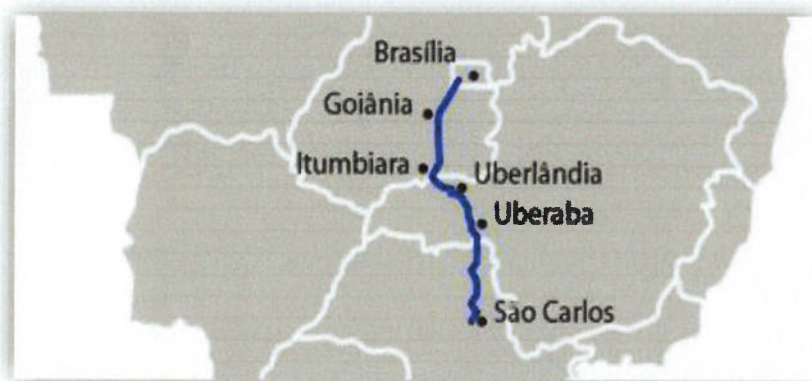 Brasília
Goiânia
Itumbiara
Uberlândia
Uberaba
São Carlos